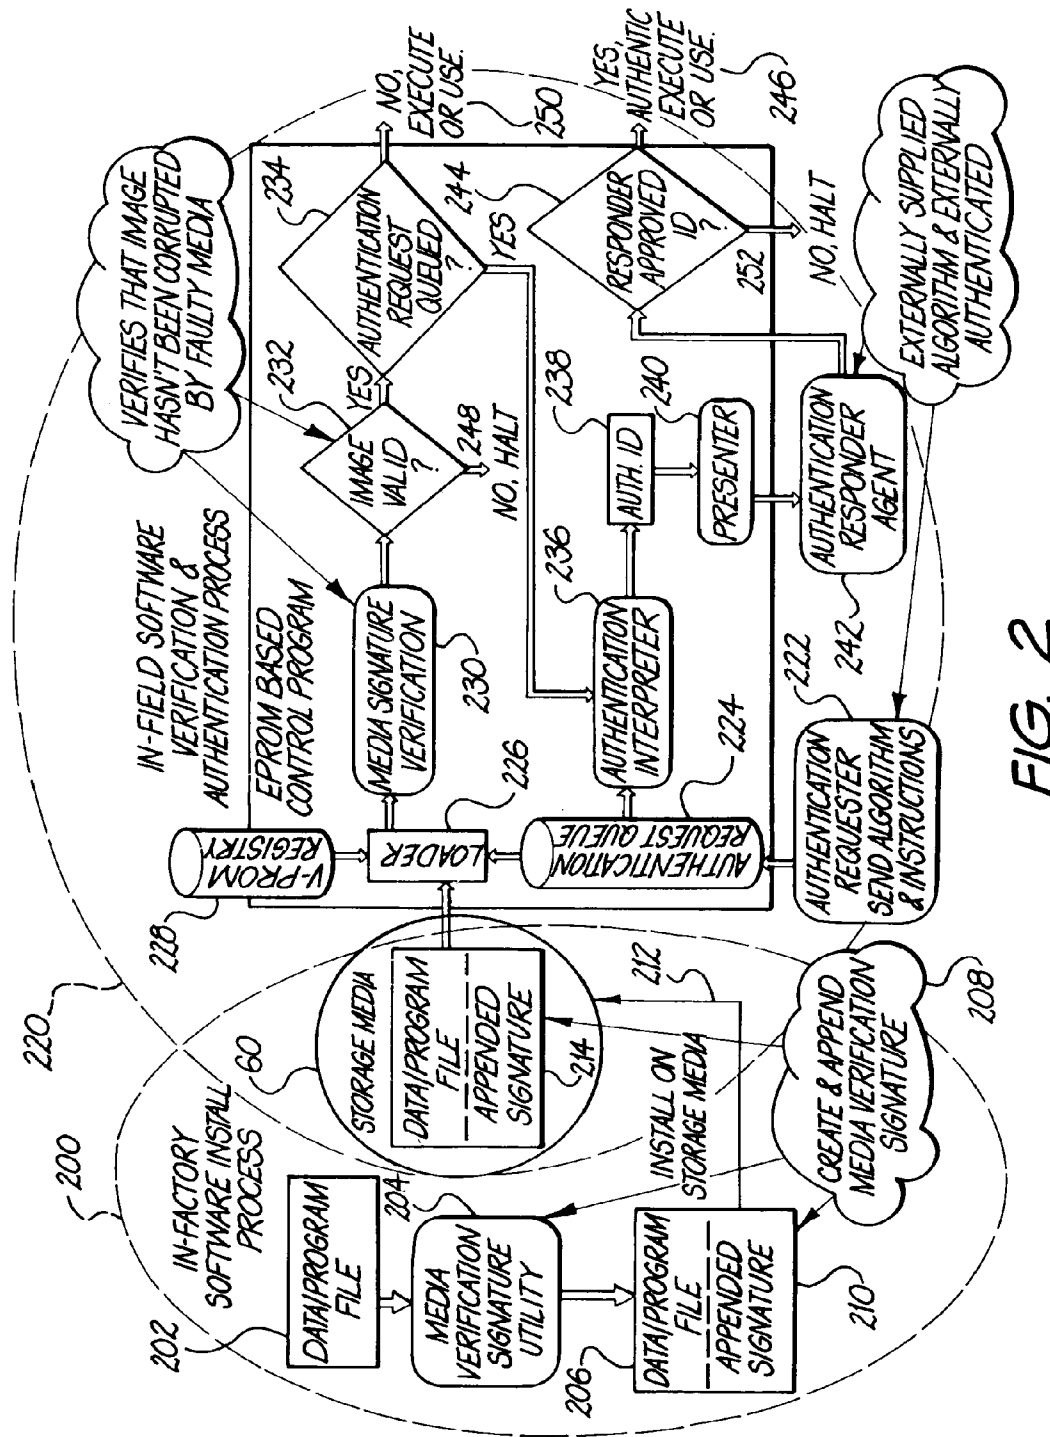 220
IN-FIELD SOFTWARE
VERIFICATION &
AUTHENTICATION PROCESS
VERIFIES THAT IMAGE
HASN'T BEEN CORRUPTED
BY FAULTY MEDIA
200
IN-FACTORY
SOFTWARE INSTALL
PROCESS
202
DATA/PROGRAM
FILE
204
MEDIA
VERIFICATION
SIGNATURE
UTILITY
206
DATA/PROGRAM
FILE
APPENDED
SIGNATURE
210
60
STORAGE MEDIA
DATA/PROGRAM
FILE
APPENDED
SIGNATURE
214
INSTALL ON
STORAGE MEDIA
212
CREATE & APPEND
MEDIA VERIFICATION
SIGNATURE
208
228
V-PROM
REGISTRY
EPROM BASED
CONTROL PROGRAM
LOADER
226
MEDIA SIGNATURE
VERIFICATION
230
232
IMAGE
VALID
?
YES
248
NO, HALT
234
AUTHENTICATION
REQUEST
QUEUED
?
YES
NO,
EXECUTE
OR USE
250
AUTHENTICATION
REQUEST QUEUE
224
AUTHENTICATION
INTERPRETER
236
AUTH. ID
238
PRESENTER
240
244
RESPONDER
APPROVED
ID
?
YES,
AUTHENTIC
EXECUTE
OR USE.
246
252
NO, HALT
AUTHENTICATION
REQUESTER
SEND ALGORITHM
& INSTRUCTIONS
222
AUTHENTICATION
RESPONDER
AGENT
242
EXTERNALLY SUPPLIED
ALGORITHM & EXTERNALLY
AUTHENTICATED
FIG. 2